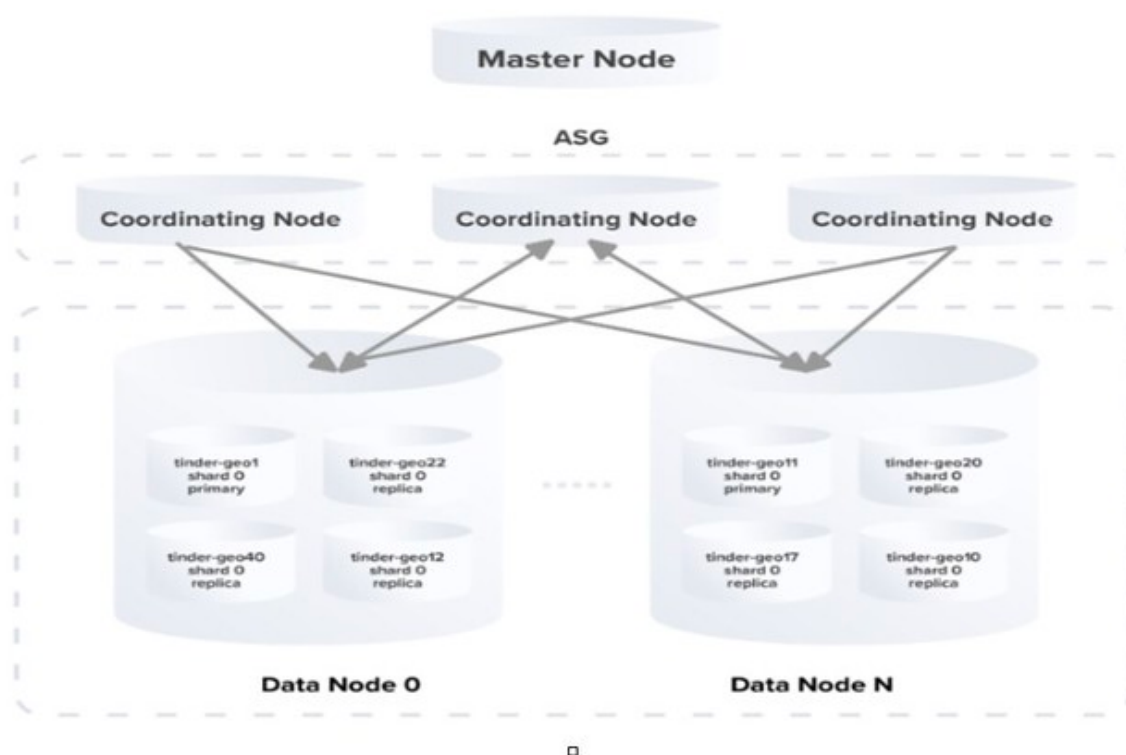 Master Node
ASG
Coordinating Node
Coordinating Node
Coordinating Node
tinder-geo1
shard 0
primary
tinder-geo22
shard 0
replica
tinder-geo40
shard 0
replica
tinder-geo12
shard 0
replica
tinder-geo11
shard 0
primary
tinder-geo20
shard 0
replica
tinder-geo17
shard 0
replica
tinder-geo10
shard 0
replica
Data Node 0
Data Node N